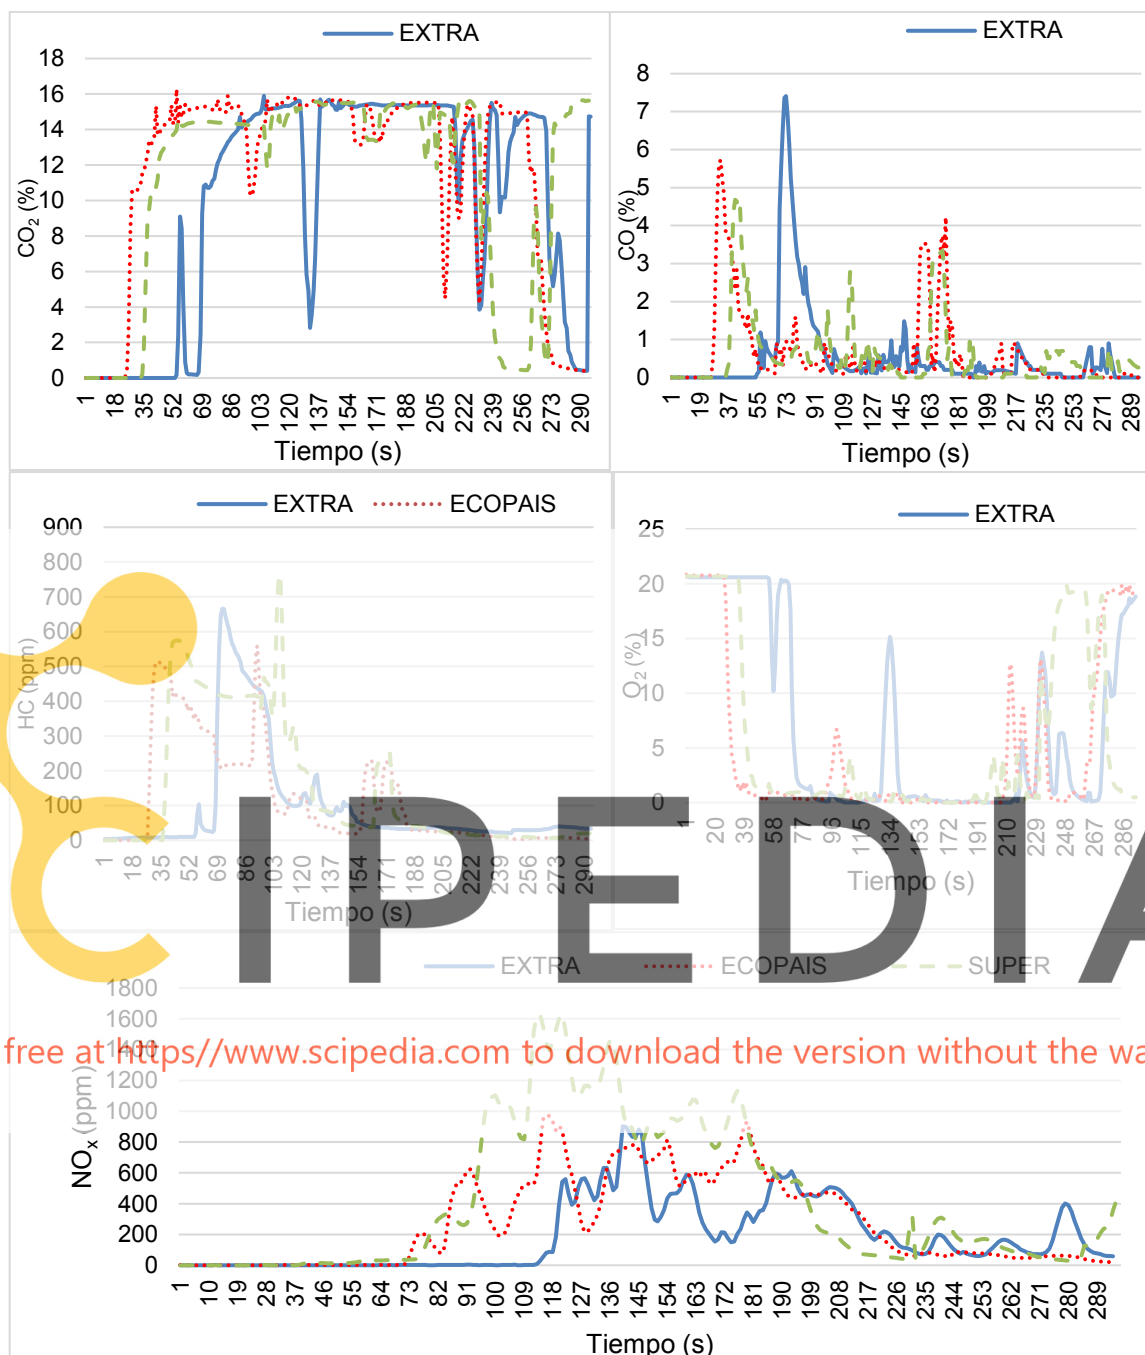 EXTRA
18
16
14
12
10
8
6
4
2
0
CO₂ (%)
1 18 35 52 69 86 103 120 137 154 171 188 205 222 239 256 273 290
Tiempo (s)
EXTRA
8
7
6
5
4
3
2
1
0
CO (%)
1 19 37 55 73 91 109 127 145 163 181 199 217 235 253 271 289
Tiempo (s)
EXTRA ECOPAIS
900
800
700
600
500
400
300
200
100
0
HC (ppm)
1 18 35 52 69 86 103 120 137 154 171 188 205 222 239 256 273 290
Tiempo (s)
EXTRA
25
20
15
10
5
0
O₂ (%)
1 20 39 58 77 96 115 134 153 172 191 210 229 248 267 286
Tiempo (s)
CIPEDIA
EXTRA ECOPAIS SUPER
1800
1600
1400
1200
1000
800
600
400
200
0
free at https//www.scipedia.com to download the version without the wa
NOₓ (ppm)
1 10 19 28 37 46 55 64 73 82 91 100 109 118 127 136 145 154 163 172 181 190 199 208 217 226 235 244 253 262 271 280 289
Tiempo (s)